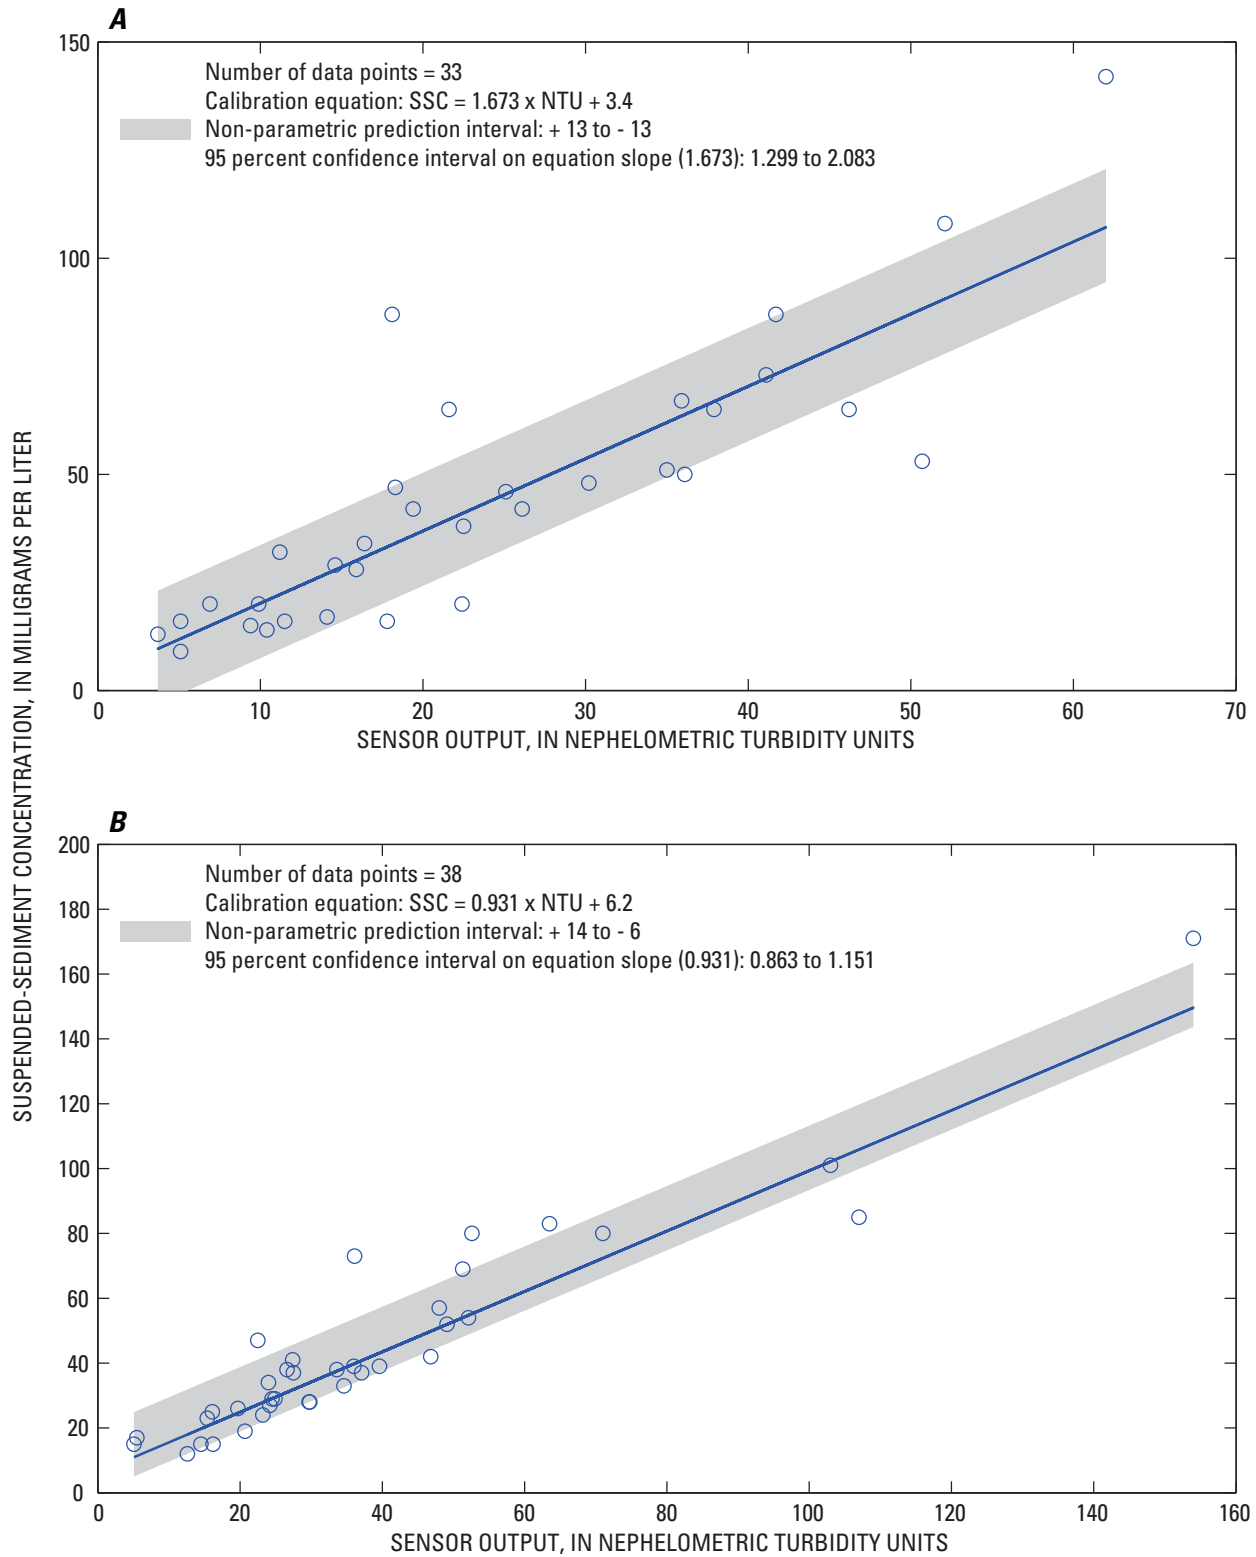 A
150
100
50
0
Number of data points = 33
Calibration equation: SSC = 1.673 x NTU + 3.4
Non-parametric prediction interval: + 13 to - 13
95 percent confidence interval on equation slope (1.673): 1.299 to 2.083
0 10 20 30 40 50 60 70
SENSOR OUTPUT, IN NEPHELOMETRIC TURBIDITY UNITS
SUSPENDED-SEDIMENT CONCENTRATION, IN MILLIGRAMS PER LITER
B
200
180
160
140
120
100
80
60
40
20
0
Number of data points = 38
Calibration equation: SSC = 0.931 x NTU + 6.2
Non-parametric prediction interval: + 14 to - 6
95 percent confidence interval on equation slope (0.931): 0.863 to 1.151
0 20 40 60 80 100 120 140 160
SENSOR OUTPUT, IN NEPHELOMETRIC TURBIDITY UNITS